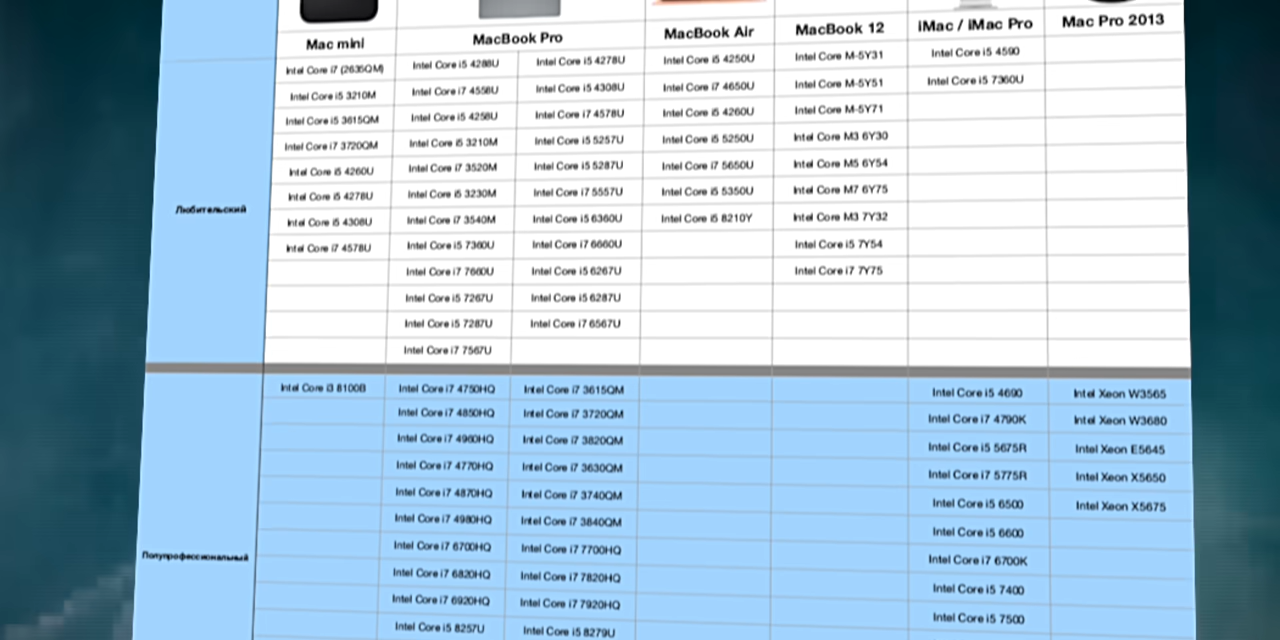 Mac mini MacBook Pro MacBook Air MacBook 12 iMac / iMac Pro Mac Pro 2013
Intel Core i7 (2635QM) Intel Core i5 4288U Intel Core i5 4278U Intel Core i5 4250U Intel Core M-5Y31 Intel Core i5 4590
Intel Core i5 3210M Intel Core i7 4558U Intel Core i5 4308U Intel Core i7 4650U Intel Core M-5Y51 Intel Core i5 7360U
Intel Core i5 3615QM Intel Core i5 4258U Intel Core i7 4578U Intel Core i5 4260U Intel Core M-5Y71
Intel Core i7 3720QM Intel Core i5 3210M Intel Core i5 5257U Intel Core i5 5250U Intel Core M3 6Y30
Intel Core i5 4260U Intel Core i7 3520M Intel Core i5 5287U Intel Core i7 5650U Intel Core M5 6Y54
Intel Core i5 4278U Intel Core i5 3230M Intel Core i7 5557U Intel Core i5 5350U Intel Core M7 6Y75
Любительский
Intel Core i5 4308U Intel Core i7 3540M Intel Core i5 6360U Intel Core i5 8210Y Intel Core M3 7Y32
Intel Core i7 4578U Intel Core i5 7360U Intel Core i7 6660U Intel Core i5 7Y54
Intel Core i7 7660U Intel Core i5 6267U Intel Core i7 7Y75
Intel Core i5 7267U Intel Core i5 6287U
Intel Core i5 7287U Intel Core i7 6567U
Intel Core i7 7567U
Intel Core i3 8100B Intel Core i7 4750HQ Intel Core i7 3615QM Intel Core i5 4690 Intel Xeon W3565
Intel Core i7 4850HQ Intel Core i7 3720QM Intel Core i7 4790K Intel Xeon W3680
Intel Core i7 4960HQ Intel Core i7 3820QM Intel Core i5 5675R Intel Xeon E5645
Intel Core i7 4770HQ Intel Core i7 3630QM Intel Core i7 5775R Intel Xeon X5650
Intel Core i7 4870HQ Intel Core i7 3740QM Intel Core i5 6500 Intel Xeon X5675
Intel Core i7 4980HQ Intel Core i7 3840QM Intel Core i5 6600
Полупрофессиональный
Intel Core i7 6700HQ Intel Core i7 7700HQ Intel Core i7 6700K
Intel Core i7 6820HQ Intel Core i7 7820HQ Intel Core i5 7400
Intel Core i7 6920HQ Intel Core i7 7920HQ Intel Core i5 7500
Intel Core i5 8257U Intel Core i5 8279U